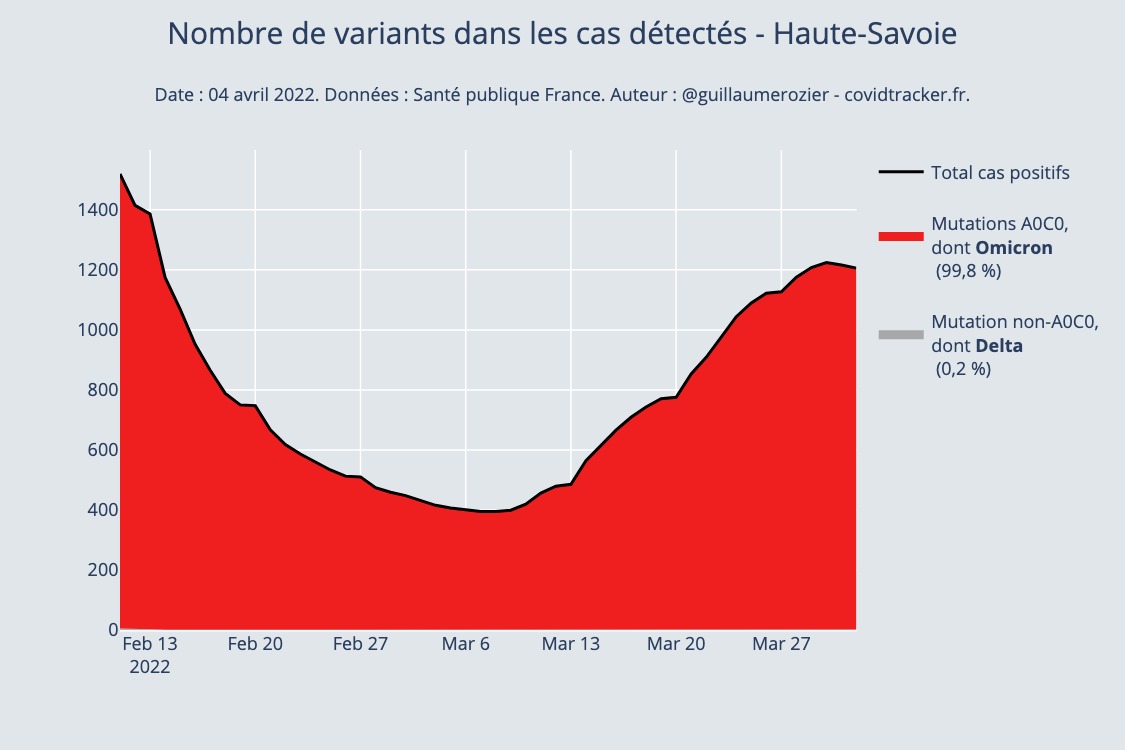 Nombre de variants dans les cas détectés - Haute-Savoie
Date : 04 avril 2022. Données : Santé publique France. Auteur : @guillaumerozier - covidtracker.fr.
Total cas positifs
Mutations A0C0,
dont Omicron
(99,8 %)
Mutation non-A0C0,
dont Delta
(0,2 %)
1400
1200
1000
800
600
400
200
0
Feb 13 Feb 20 Feb 27 Mar 6 Mar 13 Mar 20 Mar 27
2022